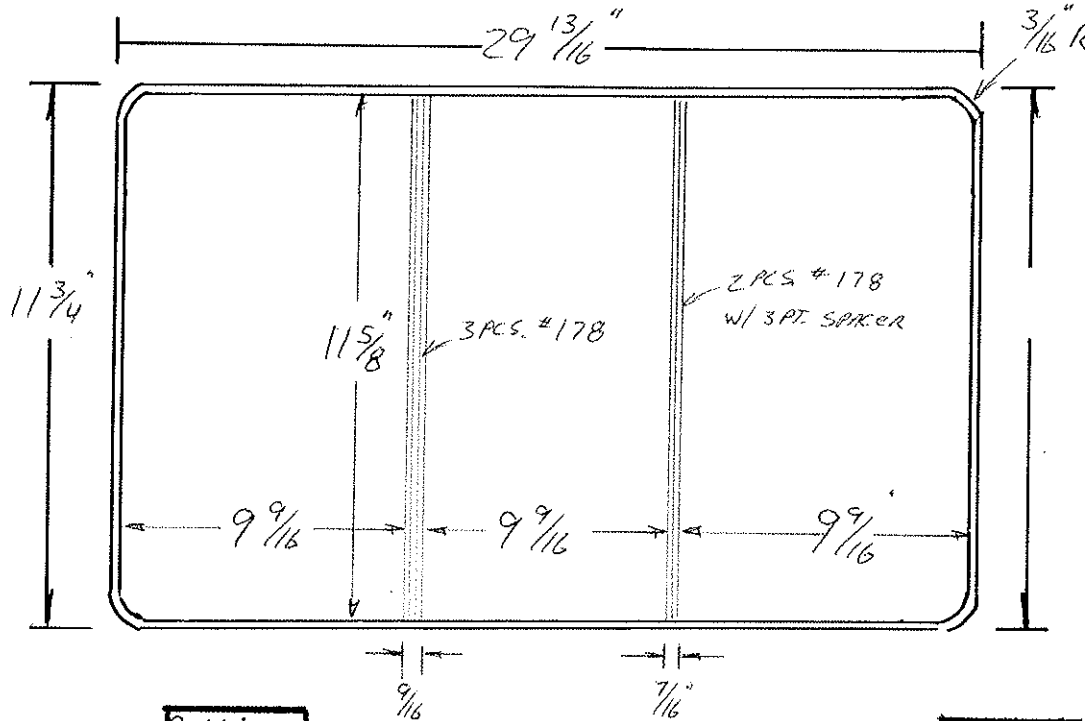 29 13/16"
3/16" R
11 3/4"
11 5/8"
3 PCS. #178
2 PCS #178
W/ 3 PT. SPACER
9 9/16
9 9/16
9 9/16"
9/16
7/16"